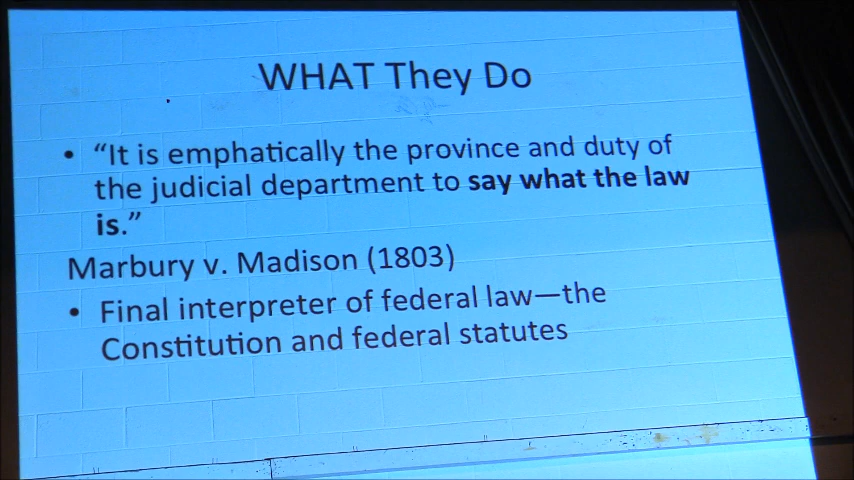 WHAT They Do
• “It is emphatically the province and duty of
the judicial department to say what the law
is.”
Marbury v. Madison (1803)
• Final interpreter of federal law—the
Constitution and federal statutes